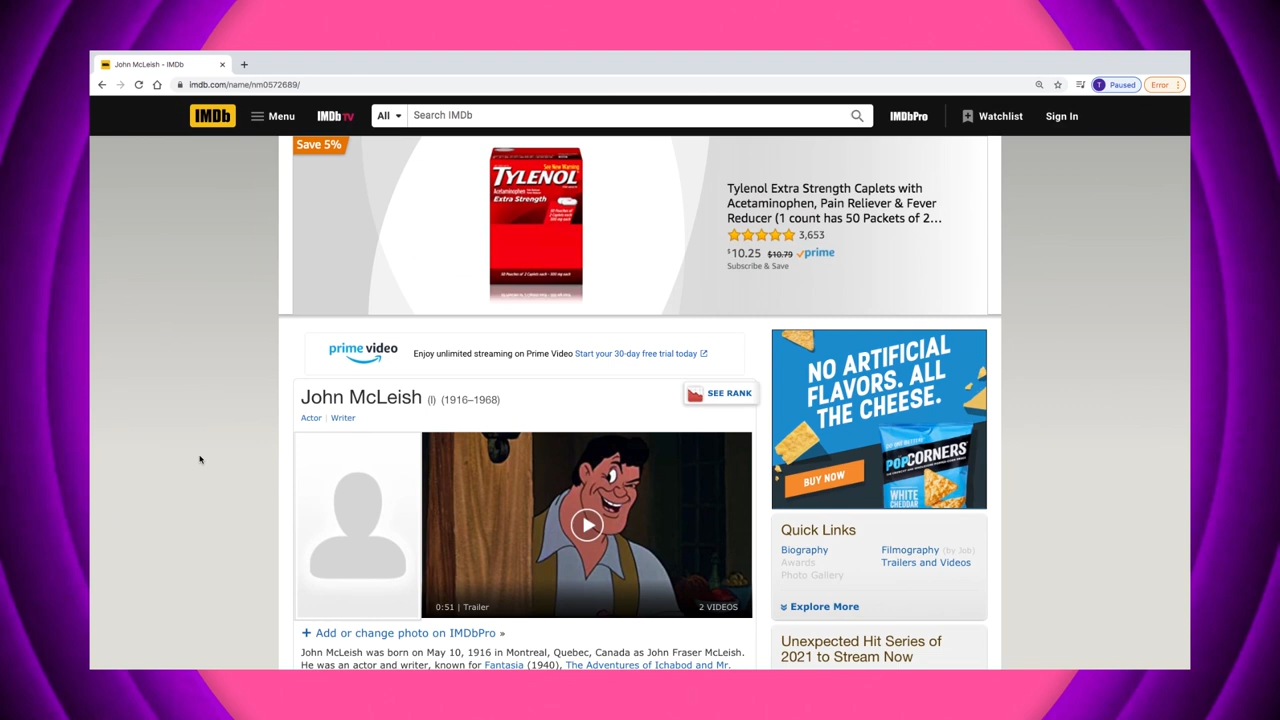 John McLeish - IMDb
imdb.com/name/nm0572689/
T Paused
Error
IMDb
Menu
IMDb TV
All
Search IMDb
IMDbPro
Watchlist
Sign In
Save 5%
See New Warning
TYLENOL
Acetaminophen
Extra Strength
Tylenol Extra Strength Caplets with
Acetaminophen, Pain Reliever & Fever
Reducer (1 count has 50 Packets of 2...
3,653
$10.25 $10.79 prime
Subscribe & Save
prime video
Enjoy unlimited streaming on Prime Video Start your 30-day free trial today
John McLeish (I) (1916–1968)
SEE RANK
Actor | Writer
0:51 | Trailer
2 VIDEOS
+ Add or change photo on IMDbPro »
John McLeish was born on May 10, 1916 in Montreal, Quebec, Canada as John Fraser McLeish.
He was an actor and writer, known for Fantasia (1940), The Adventures of Ichabod and Mr.
NO ARTIFICIAL
FLAVORS. ALL
THE CHEESE.
BUY NOW
POPCORNERS
WHITE
CHEDDAR
Quick Links
Biography
Filmography (by Job)
Awards
Trailers and Videos
Photo Gallery
Explore More
Unexpected Hit Series of
2021 to Stream Now